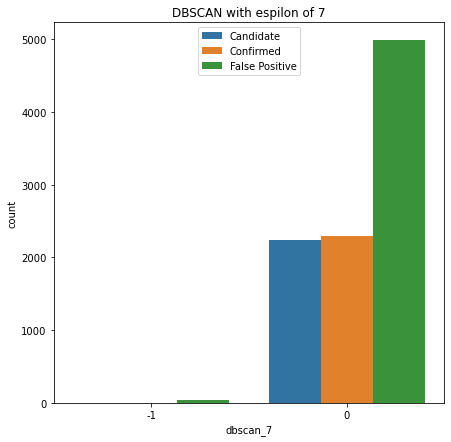 DBSCAN with espilon of 7
Candidate
Confirmed
False Positive
5000
4000
3000
2000
1000
0
count
-1
0
dbscan_7